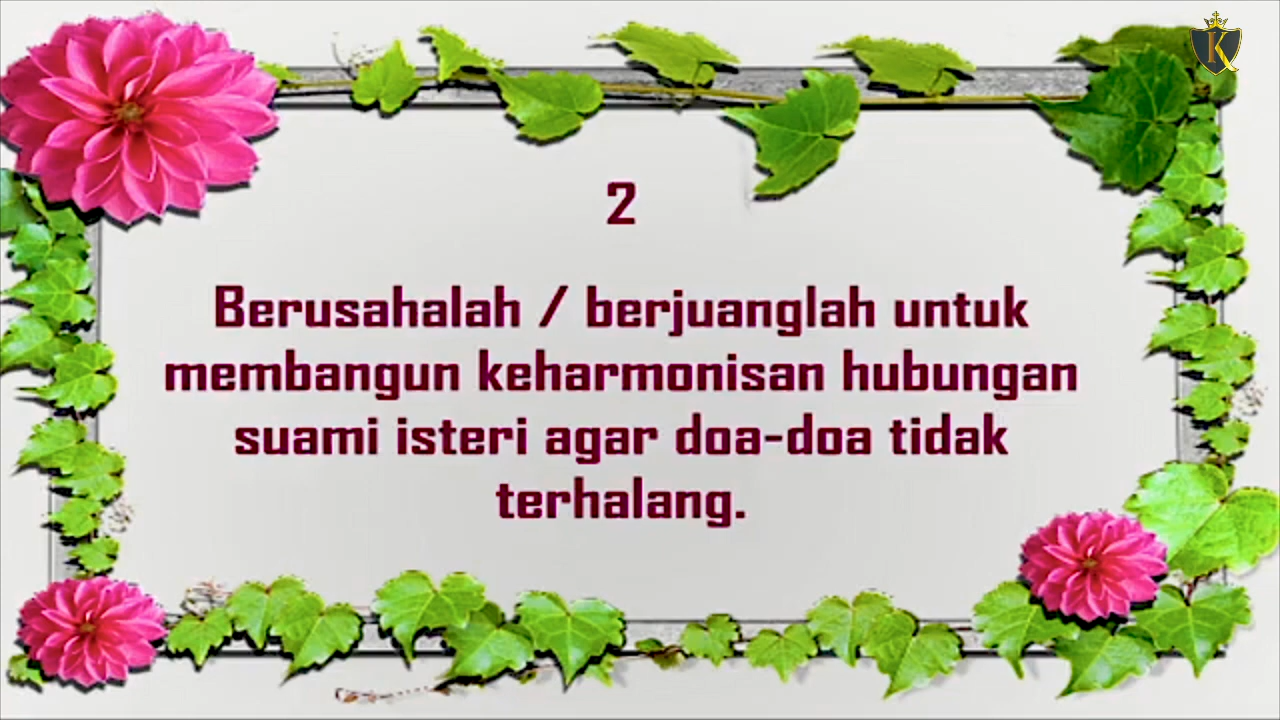 K
2
Berusahalah / berjuanglah untuk
membangun keharmonisan hubungan
suami isteri agar doa-doa tidak
terhalang.